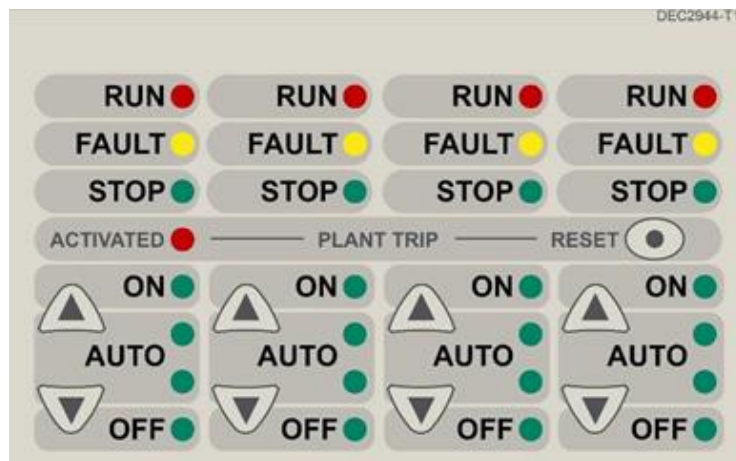 DEC2944-T1
RUN RUN RUN RUN
FAULT FAULT FAULT FAULT
STOP STOP STOP STOP
ACTIVATED PLANT TRIP RESET
ON ON ON ON
AUTO AUTO AUTO AUTO
OFF OFF OFF OFF